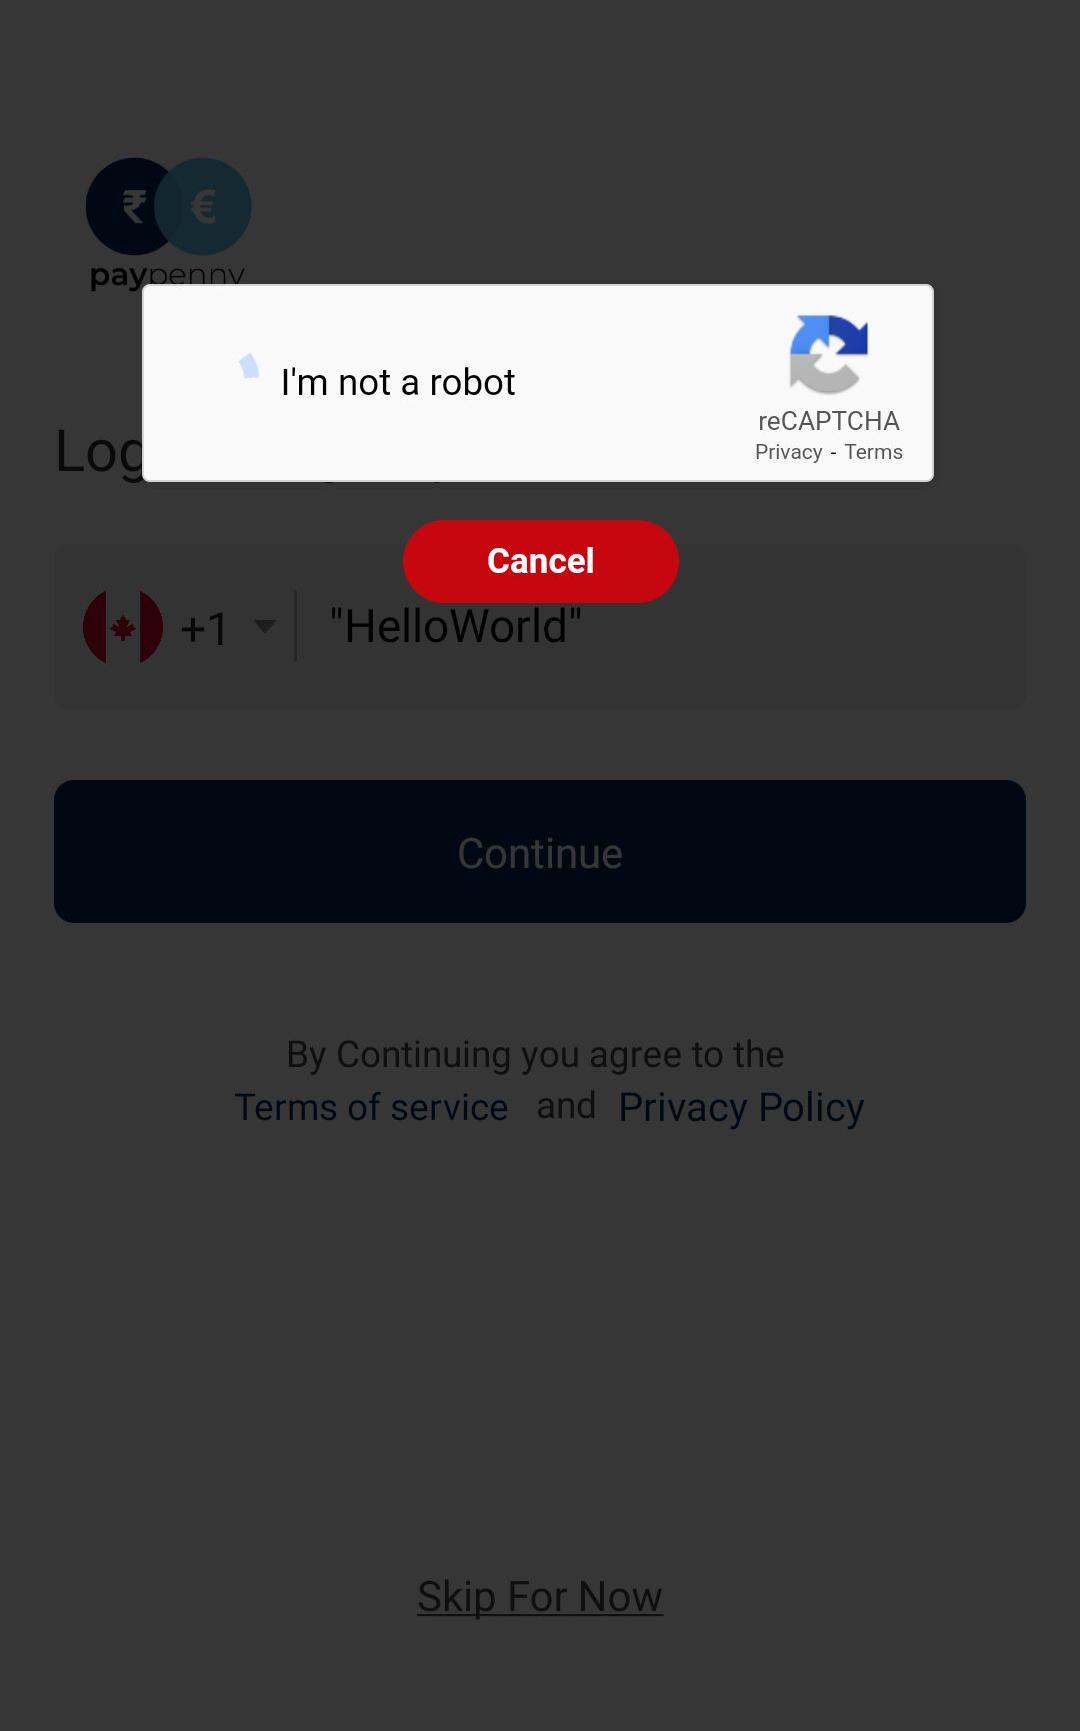 ₹ €
paypenny
I'm not a robot
reCAPTCHA
Privacy - Terms
Log
Cancel
+1 "HelloWorld"
Continue
By Continuing you agree to the
Terms of service and Privacy Policy
Skip For Now